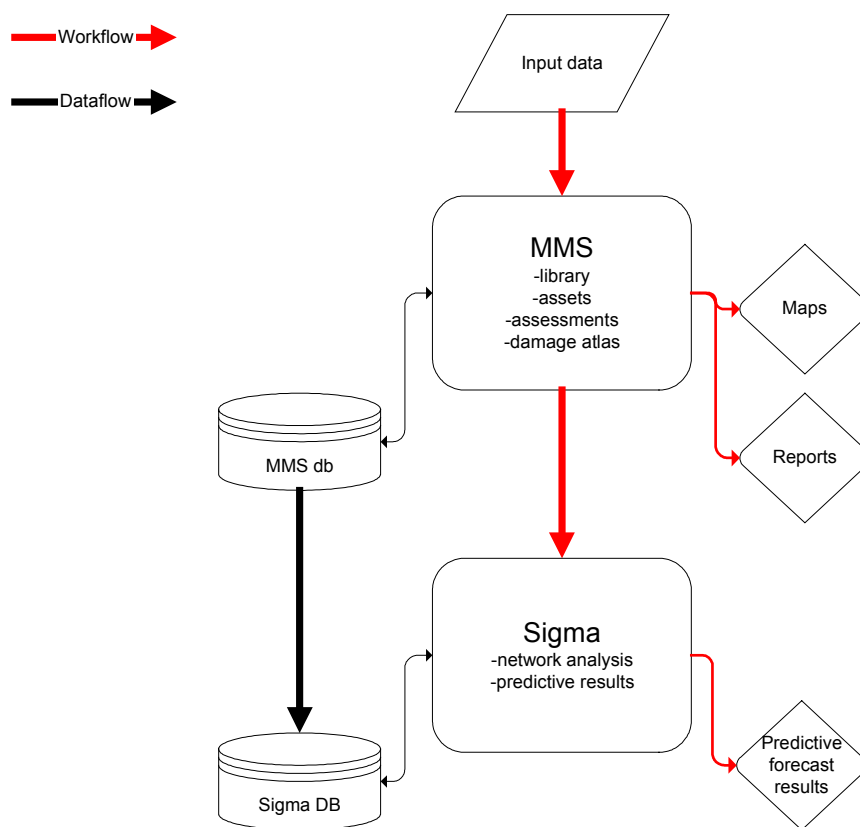 Workflow
Dataflow
Input data
MMS
-library
-assets
-assessments
-damage atlas
Maps
Reports
MMS db
Sigma
-network analysis
-predictive results
Predictive
forecast
results
Sigma DB